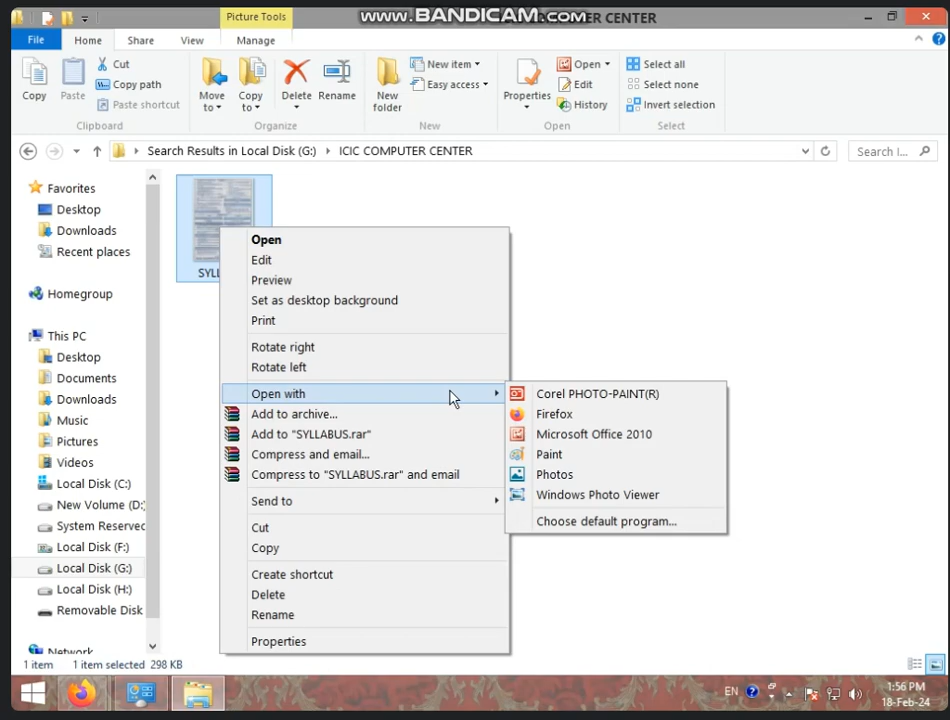 Picture Tools
www.BANDICAM.com
COMPUTER CENTER
File
Home
Share
View
Manage
Copy
Paste
Cut
Copy path
Paste shortcut
Clipboard
Move to
Copy to
Delete
Rename
Organize
New folder
New item
Easy access
New
Properties
Open
Edit
History
Open
Select all
Select none
Invert selection
Select
Search Results in Local Disk (G:)
ICIC COMPUTER CENTER
Search I...
Favorites
Desktop
Downloads
Recent places
Homegroup
This PC
Desktop
Documents
Downloads
Music
Pictures
Videos
Local Disk (C:)
New Volume (D:)
System Reserved
Local Disk (F:)
Local Disk (G:)
Local Disk (H:)
Removable Disk
Network
SYLL
Open
Edit
Preview
Set as desktop background
Print
Rotate right
Rotate left
Open with
Add to archive...
Add to "SYLLABUS.rar"
Compress and email...
Compress to "SYLLABUS.rar" and email
Send to
Cut
Copy
Create shortcut
Delete
Rename
Properties
Corel PHOTO-PAINT(R)
Firefox
Microsoft Office 2010
Paint
Photos
Windows Photo Viewer
Choose default program...
1 item
1 item selected 298 KB
EN
1:56 PM
18-Feb-24